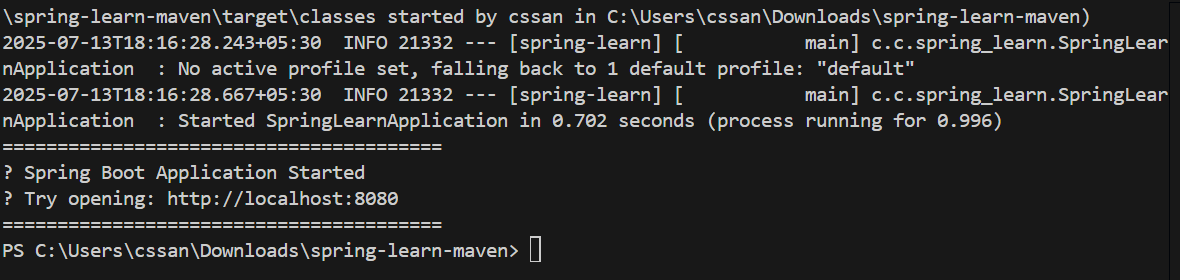 \spring-learn-maven\target\classes started by cssan in C:\Users\cssan\Downloads\spring-learn-maven)
2025-07-13T18:16:28.243+05:30  INFO 21332 --- [spring-learn] [           main] c.c.spring_learn.SpringLear
nApplication  : No active profile set, falling back to 1 default profile: "default"
2025-07-13T18:16:28.667+05:30  INFO 21332 --- [spring-learn] [           main] c.c.spring_learn.SpringLear
nApplication  : Started SpringLearnApplication in 0.702 seconds (process running for 0.996)
========================================
? Spring Boot Application Started
? Try opening: http://localhost:8080
========================================
PS C:\Users\cssan\Downloads\spring-learn-maven>